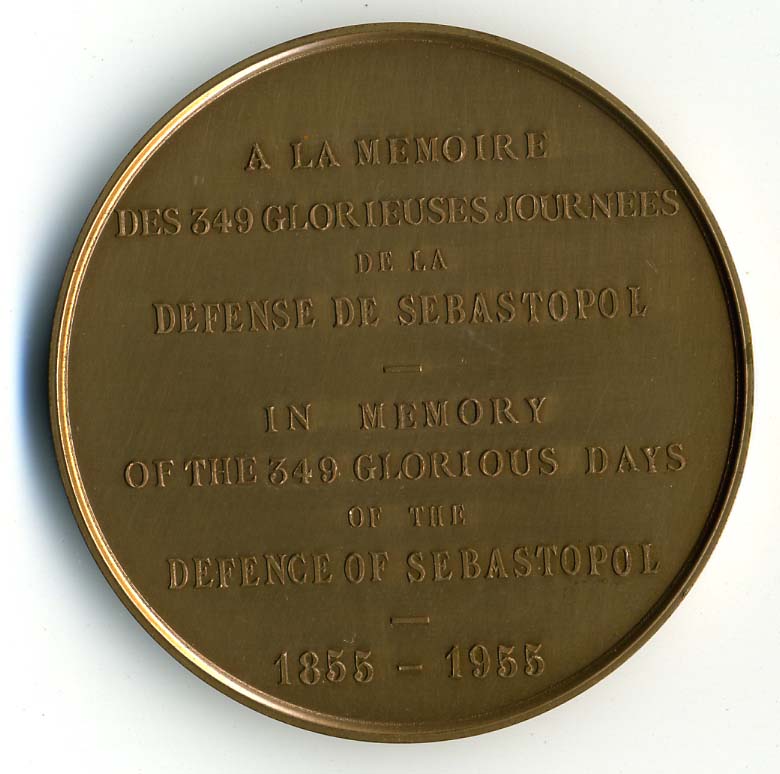 A LA MEMOIRE
DES 349 GLORIEUSES JOURNEES
DE LA
DEFENSE DE SEBASTOPOL
—
IN MEMORY
OF THE 349 GLORIOUS DAYS
OF THE
DEFENCE OF SEBASTOPOL
—
1855 – 1955